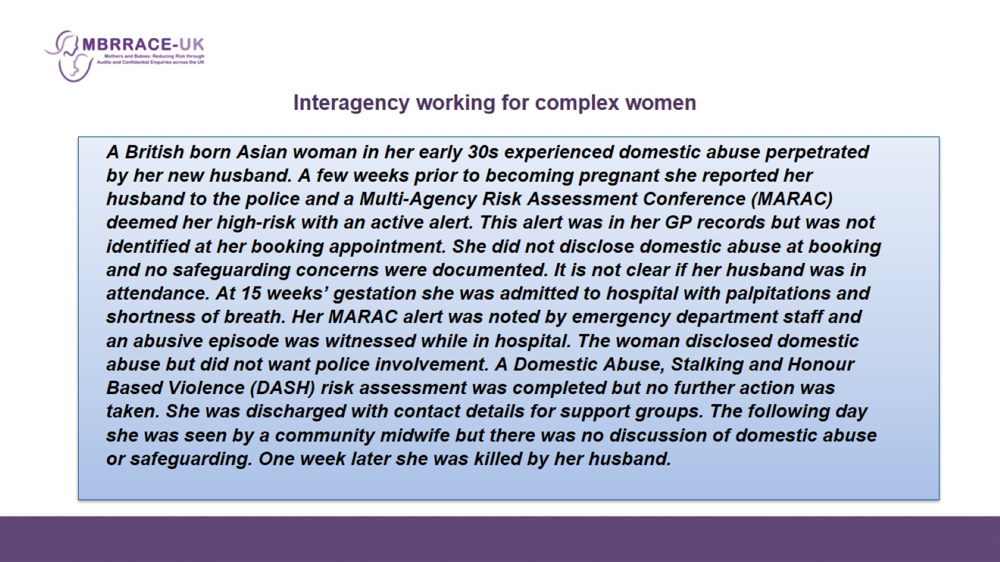 MBRRACE-UK
Mothers and Babies: Reducing Risk through
Audits and Confidential Enquiries across the UK
Interagency working for complex women
A British born Asian woman in her early 30s experienced domestic abuse perpetrated
by her new husband. A few weeks prior to becoming pregnant she reported her
husband to the police and a Multi-Agency Risk Assessment Conference (MARAC)
deemed her high-risk with an active alert. This alert was in her GP records but was not
identified at her booking appointment. She did not disclose domestic abuse at booking
and no safeguarding concerns were documented. It is not clear if her husband was in
attendance. At 15 weeks’ gestation she was admitted to hospital with palpitations and
shortness of breath. Her MARAC alert was noted by emergency department staff and
an abusive episode was witnessed while in hospital. The woman disclosed domestic
abuse but did not want police involvement. A Domestic Abuse, Stalking and Honour
Based Violence (DASH) risk assessment was completed but no further action was
taken. She was discharged with contact details for support groups. The following day
she was seen by a community midwife but there was no discussion of domestic abuse
or safeguarding. One week later she was killed by her husband.